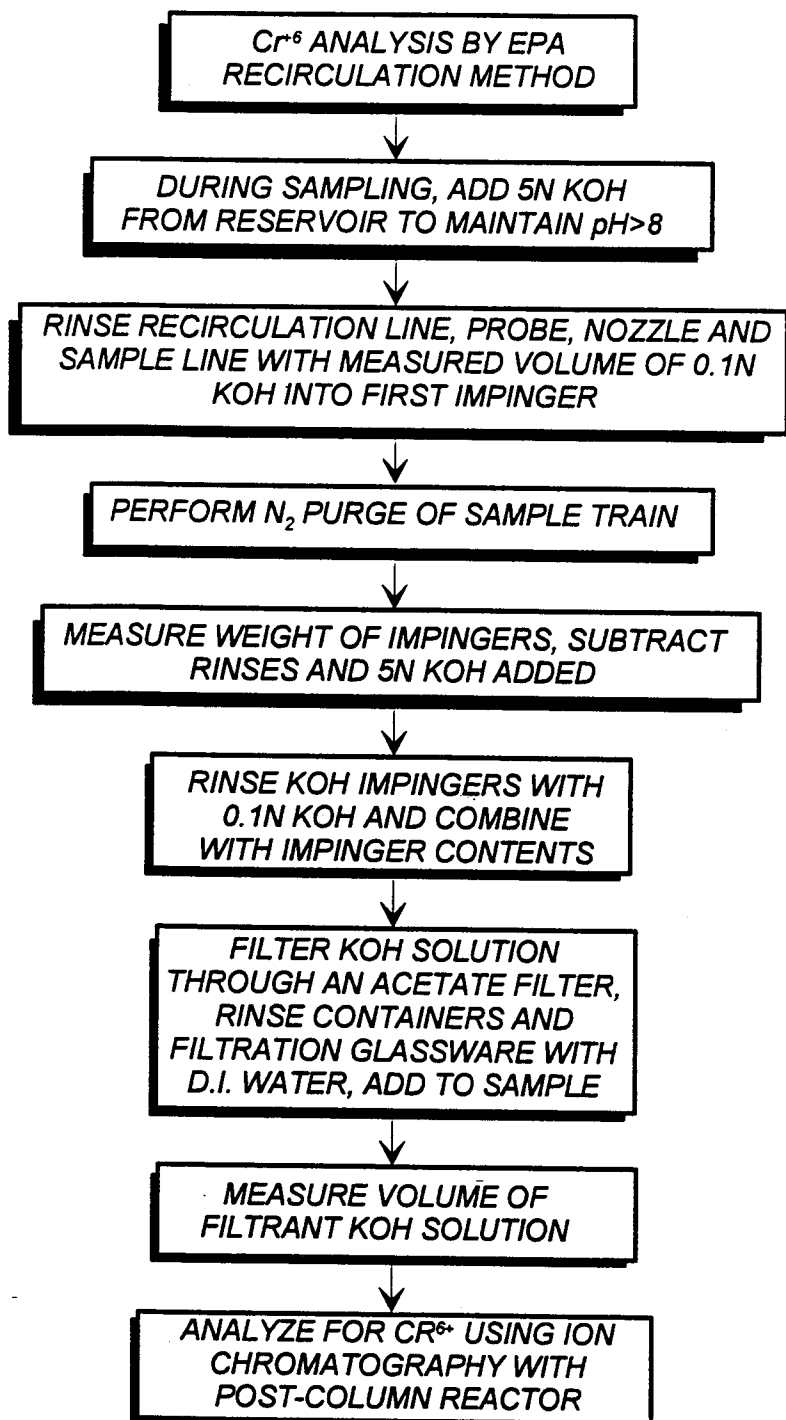 Cr⁺⁶ ANALYSIS BY EPA
RECIRCULATION METHOD
DURING SAMPLING, ADD 5N KOH
FROM RESERVOIR TO MAINTAIN pH>8
RINSE RECIRCULATION LINE, PROBE, NOZZLE AND
SAMPLE LINE WITH MEASURED VOLUME OF 0.1N
KOH INTO FIRST IMPINGER
PERFORM N₂ PURGE OF SAMPLE TRAIN
MEASURE WEIGHT OF IMPINGERS, SUBTRACT
RINSES AND 5N KOH ADDED
RINSE KOH IMPINGERS WITH
0.1N KOH AND COMBINE
WITH IMPINGER CONTENTS
FILTER KOH SOLUTION
THROUGH AN ACETATE FILTER,
RINSE CONTAINERS AND
FILTRATION GLASSWARE WITH
D.I. WATER, ADD TO SAMPLE
MEASURE VOLUME OF
FILTRANT KOH SOLUTION
ANALYZE FOR CR⁶⁺ USING ION
CHROMATOGRAPHY WITH
POST-COLUMN REACTOR